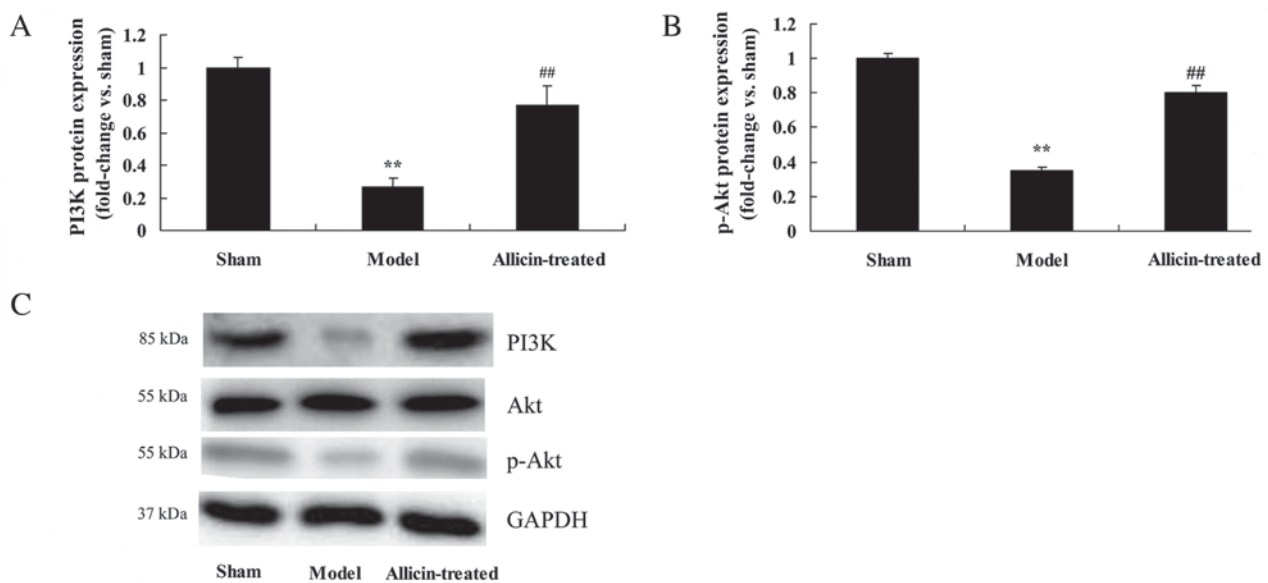 A
PI3K protein expression
(fold-change vs. sham)
1.2
1
0.8
0.6
0.4
0.2
0
**
##
Sham Model Allicin-treated
B
p-Akt protein expression
(fold-change vs. sham)
1.2
1
0.8
0.6
0.4
0.2
0
**
##
Sham Model Allicin-treated
C
85 kDa PI3K
55 kDa Akt
55 kDa p-Akt
37 kDa GAPDH
Sham Model Allicin-treated